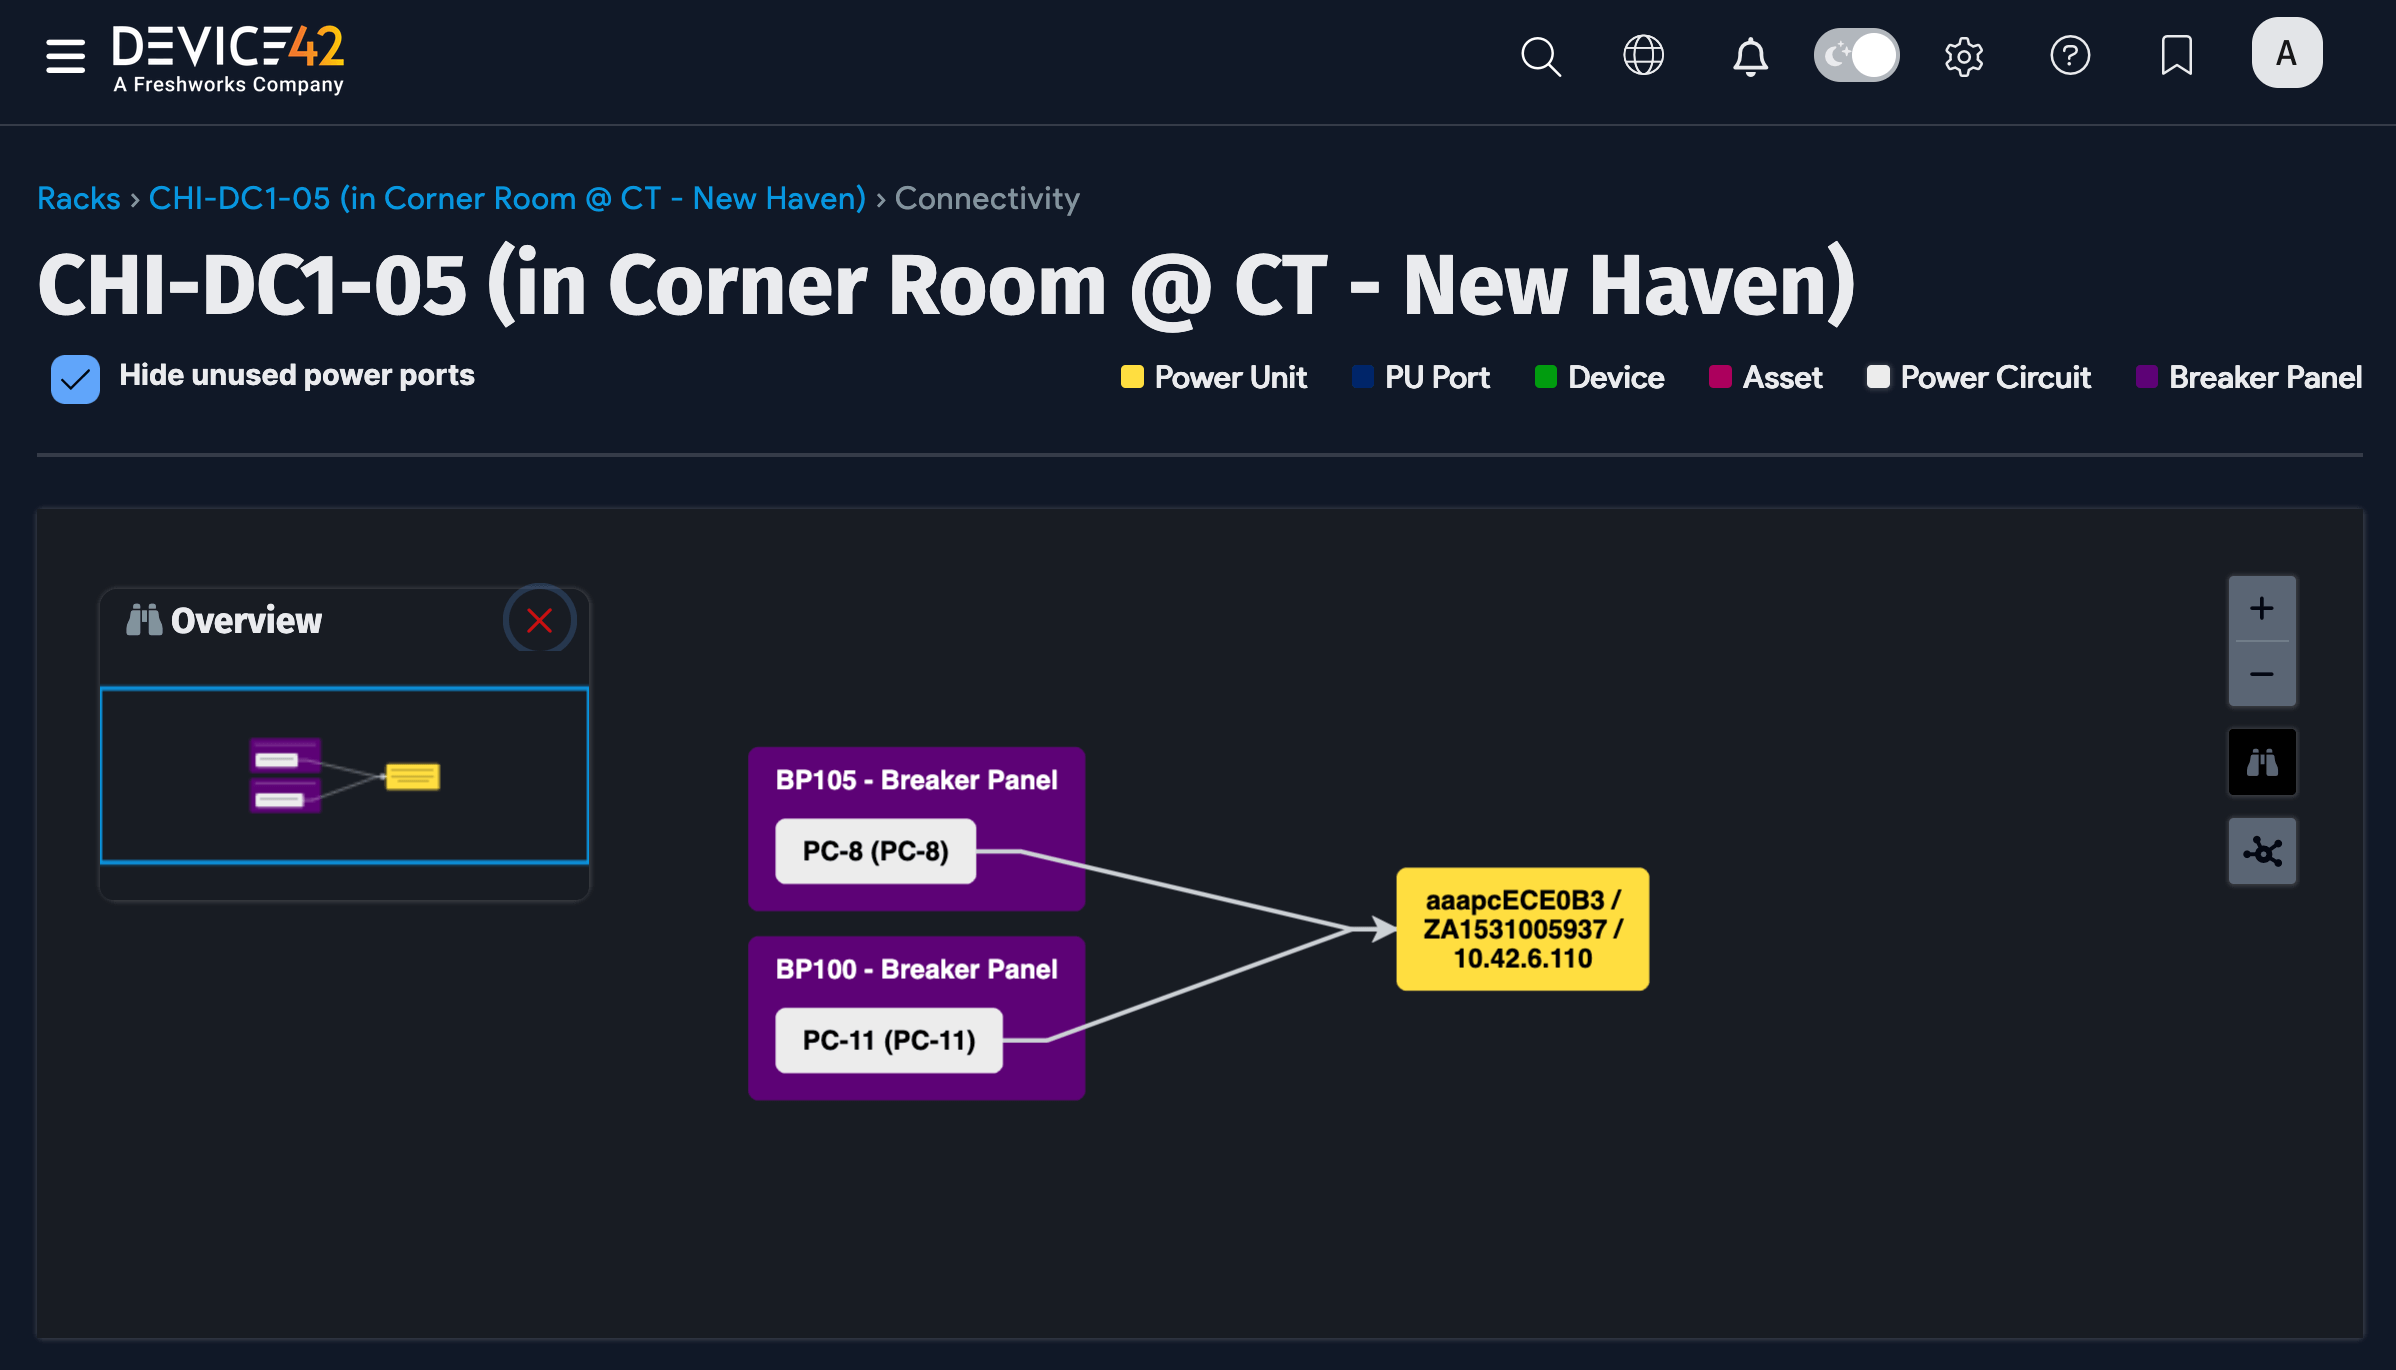 DEVICE42
A Freshworks Company
A
Racks › CHI-DC1-05 (in Corner Room @ CT - New Haven) › Connectivity
CHI-DC1-05 (in Corner Room @ CT - New Haven)
Hide unused power ports
Power Unit PU Port Device Asset Power Circuit Breaker Panel
Overview
BP105 - Breaker Panel
PC-8 (PC-8)
BP100 - Breaker Panel
PC-11 (PC-11)
aaapcECE0B3 /
ZA1531005937 /
10.42.6.110